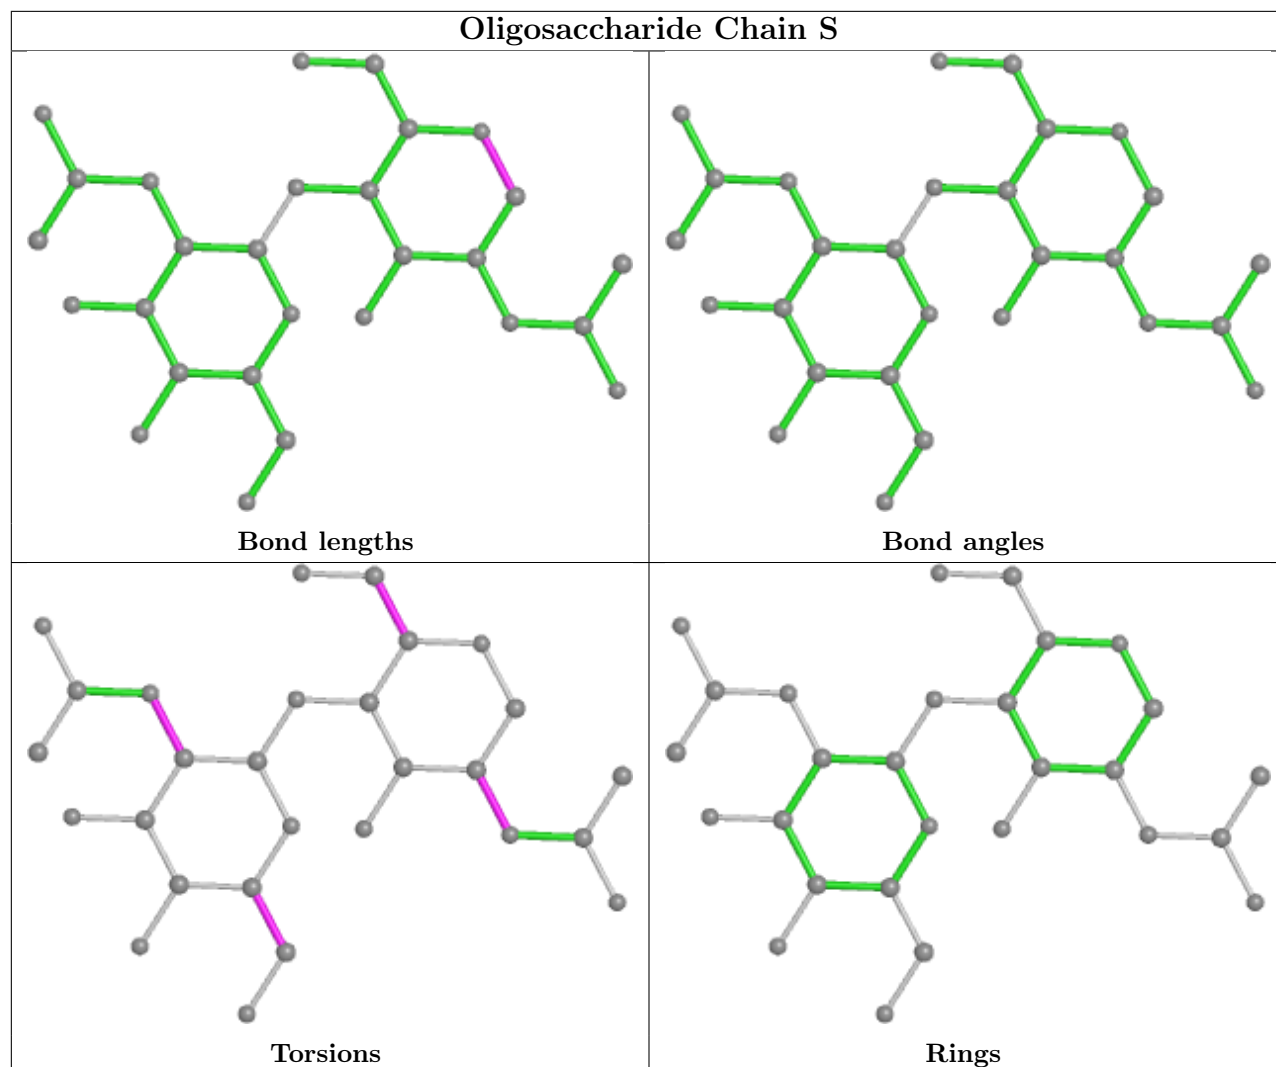 Oligosaccharide Chain S
Bond lengths
Bond angles
Torsions
Rings